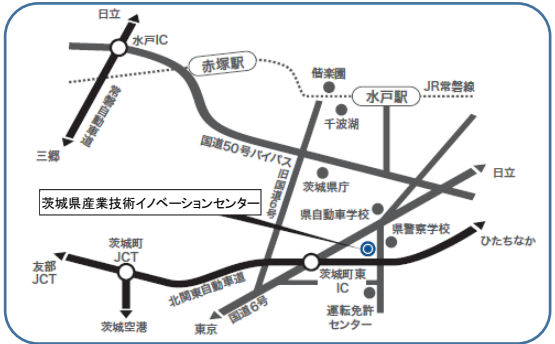 日立
水戸IC
赤塚駅
偕楽園
水戸駅
JR常磐線
千波湖
常磐自動車道
三郷
国道50号バイパス
旧国道6号
茨城県庁
日立
茨城県産業技術イノベーションセンター
県自動車学校
県警察学校
ひたちなか
茨城町
JCT
友部
JCT
北関東自動車道
茨城町東
IC
茨城空港
東京
国道6号
運転免許
センター